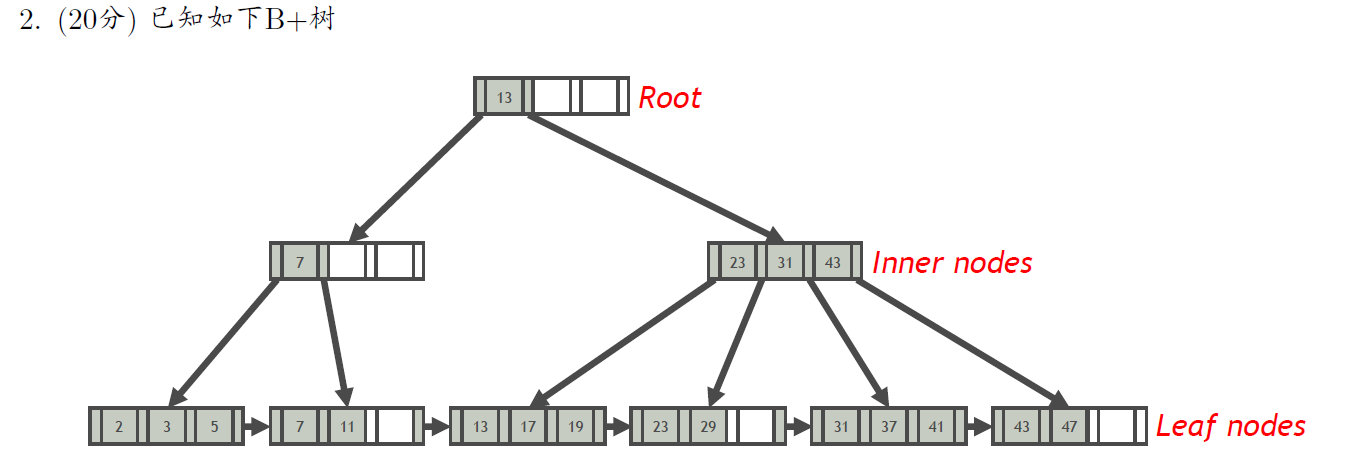 2. (20分) 已知如下B+树
13 Root
7 23 31 43 Inner nodes
2 3 5 7 11 13 17 19 23 29 31 37 41 43 47 Leaf nodes